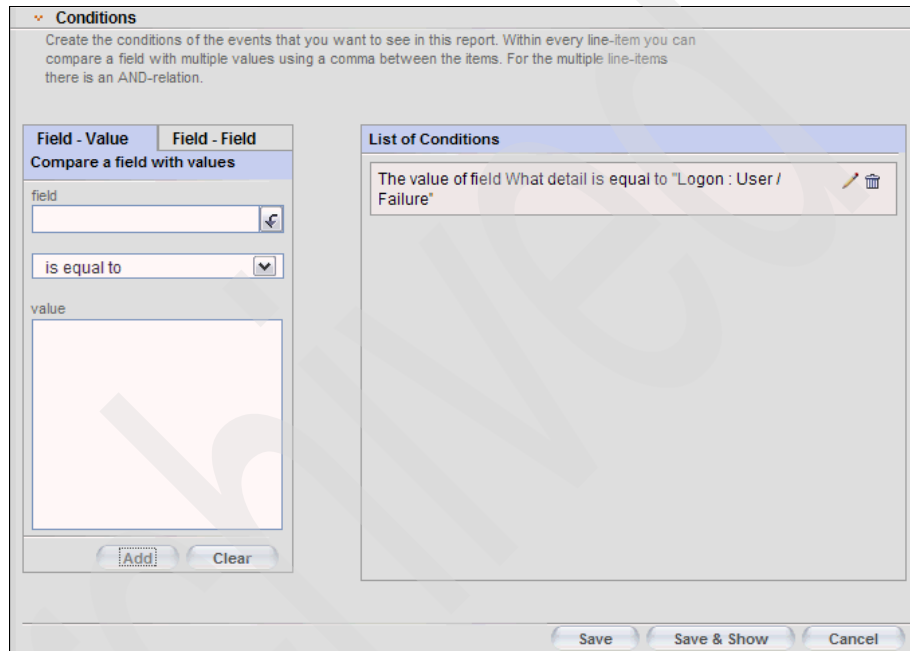 Conditions
Create the conditions of the events that you want to see in this report. Within every line-item you can
compare a field with multiple values using a comma between the items. For the multiple line-items
there is an AND-relation.
Field - Value
Field - Field
Compare a field with values
field
is equal to
value
Add
Clear
List of Conditions
The value of field What detail is equal to "Logon : User /
Failure"
Save
Save & Show
Cancel